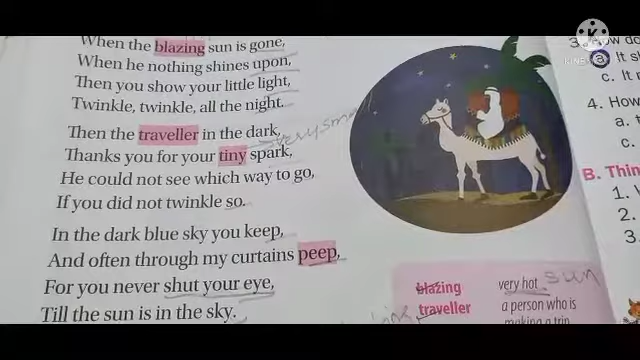 When the blazing sun is gone,
When he nothing shines upon,
Then you show your little light,
Twinkle, twinkle, all the night.
Then the traveller in the dark,
Thanks you for your tiny spark,
He could not see which way to go,
If you did not twinkle so.
In the dark blue sky you keep,
And often through my curtains peep,
For you never shut your eye,
Till the sun is in the sky.
very small
blazing very hot sun
traveller a person who is
making a trip
3. How do
a. It sh
c. It
4. How
a. t
c.
B. Thin
1.
2.
3.